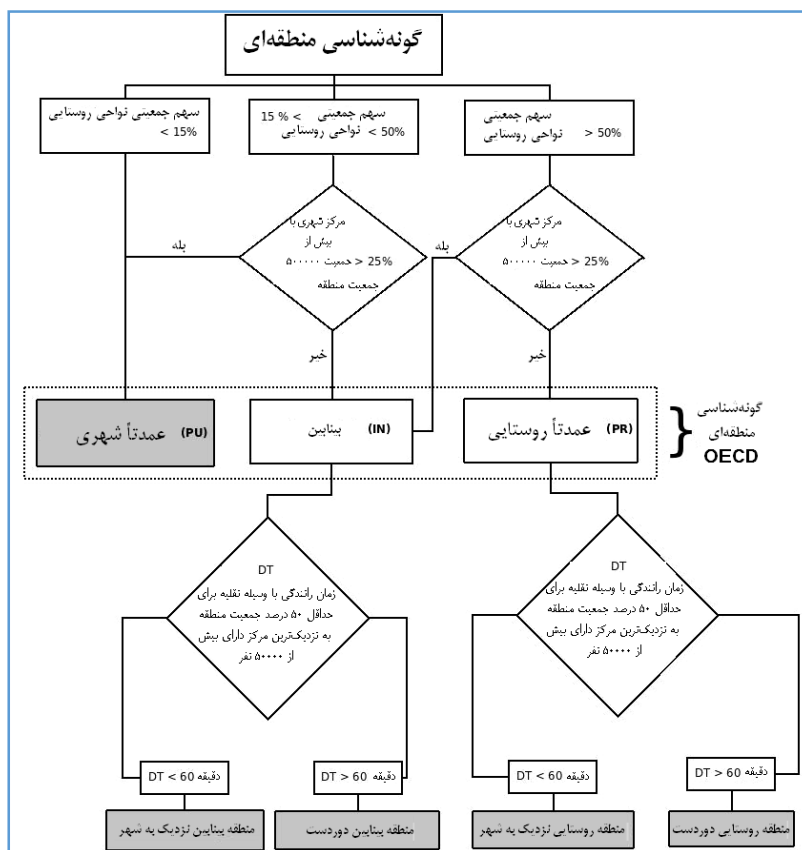 گونه‌شناسی منطقه‌ای
سهم جمعیتی نواحی روستایی
< 15%
15 % < سهم جمعیتی
نواحی روستایی < 50%
سهم جمعیتی
نواحی روستایی > 50%
مرکز شهری با
بیش از
۵۰۰۰۰۰ جمعیت > 25%
جمعیت منطقه
بله
خیر
مرکز شهری با
بیش از
۵۰۰۰۰۰ جمعیت > 25%
جمعیت منطقه
بله
خیر
عمدتاً شهری (PU)
بینابین (IN)
عمدتاً روستایی (PR)
گونه‌شناسی
منطقه‌ای
OECD
DT
زمان رانندگی با وسیله نقلیه برای
حداقل ۵۰ درصد جمعیت منطقه
به نزدیک‌ترین مرکز دارای بیش
از ۵۰۰۰۰ نفر
DT
زمان رانندگی با وسیله نقلیه برای
حداقل ۵۰ درصد جمعیت منطقه
به نزدیک‌ترین مرکز دارای بیش
از ۵۰۰۰۰ نفر
DT < 60 دقیقه
DT > 60 دقیقه
DT < 60 دقیقه
DT > 60 دقیقه
منطقه بینابین نزدیک به شهر
منطقه بینابین دوردست
منطقه روستایی نزدیک به شهر
منطقه روستایی دوردست